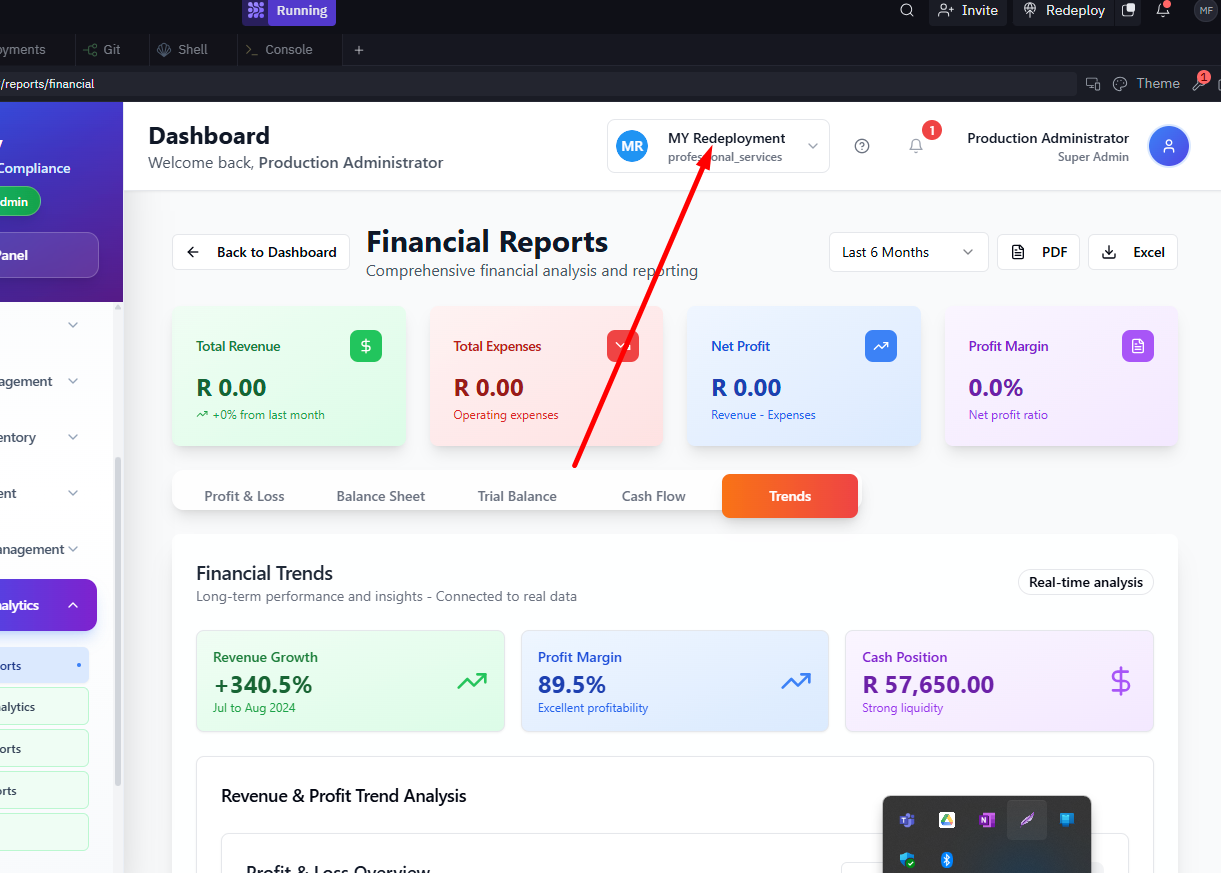 Running
Invite
Redeploy
MF
oyments
Git
Shell
Console
/reports/financial
Theme
1
Compliance
dmin
Panel
agement
entory
ent
anagement
nalytics
orts
nalytics
orts
orts
Dashboard
Welcome back, Production Administrator
MR
MY Redeployment
professional_services
1
Production Administrator
Super Admin
Back to Dashboard
Financial Reports
Comprehensive financial analysis and reporting
Last 6 Months
PDF
Excel
Total Revenue
$
R 0.00
+0% from last month
Total Expenses
R 0.00
Operating expenses
Net Profit
R 0.00
Revenue - Expenses
Profit Margin
0.0%
Net profit ratio
Profit & Loss
Balance Sheet
Trial Balance
Cash Flow
Trends
Financial Trends
Long-term performance and insights - Connected to real data
Real-time analysis
Revenue Growth
+340.5%
Jul to Aug 2024
Profit Margin
89.5%
Excellent profitability
Cash Position
R 57,650.00
Strong liquidity
$
Revenue & Profit Trend Analysis
Profit & Loss Overview